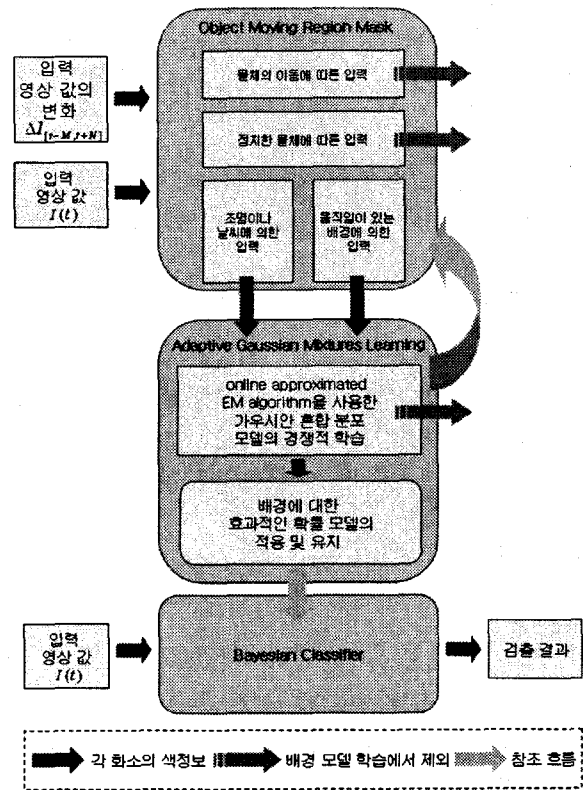 Object Moving Region Mask
입력
영상 값의
변화
ΔI[t-M,t+N]
물체의 이동에 따른 입력
정지한 물체에 따른 입력
입력
영상 값
I(t)
조명이나
날씨에 의한
입력
움직임이 있는
배경에 의한
입력
Adaptive Gaussian Mixtures Learning
online approximated
EM algorithm을 사용한
가우시안 혼합 분포
모델의 경쟁적 학습
배경에 대한
효과적인 확률 모델의
적용 및 유지
입력
영상 값
I(t)
Bayesian Classifier
검출 결과
각 화소의 색정보
배경 모델 학습에서 제외
참조 흐름